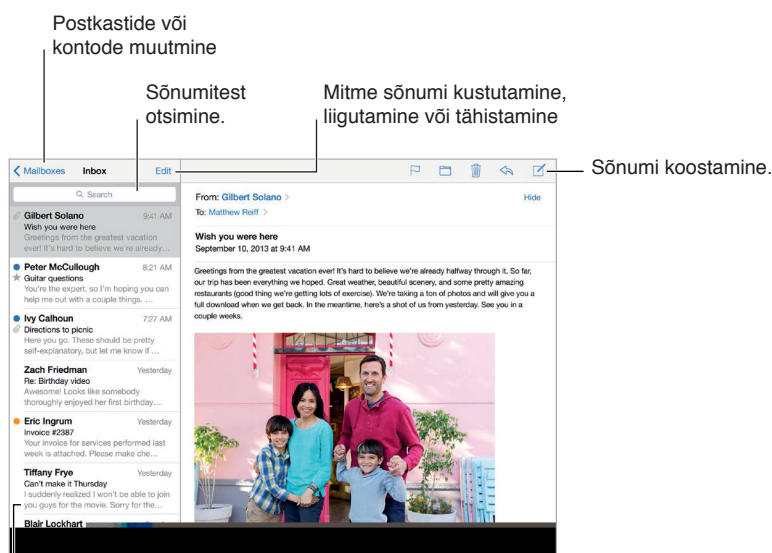 Postkastide või
kontode muutmine
Sõnumitest
otsimine.
Mitme sõnumi kustutamine,
liigutamine või tähistamine
Sõnumi koostamine.
Mailboxes Inbox Edit
Search
Gilbert Solano 9:41 AM
Wish you were here
Greetings from the greatest vacation
ever! It's hard to believe we're already…
Peter McCullough 8:21 AM
Guitar questions
You're the expert, so I'm hoping you can
help me out with a couple things. …
Ivy Calhoun 7:27 AM
Directions to picnic
Here you go. These should be pretty
self-explanatory, but let me know if …
Zach Friedman Yesterday
Re: Birthday video
Awesome! Looks like somebody
thoroughly enjoyed her first birthday…
Eric Ingrum Yesterday
Invoice #2387
Your invoice for services performed last
week is attached. Please make che…
Tiffany Frye Yesterday
Can't make it Thursday
I suddenly realized I won't be able to join
you guys for the movie. Sorry for the…
Blair Lockhart
From: Gilbert Solano Hide
To: Matthew Reiff
Wish you were here
September 10, 2013 at 9:41 AM
Greetings from the greatest vacation ever! It's hard to believe we're already halfway through it. So far,
our trip has been everything we hoped. Great weather, beautiful scenery, and some pretty amazing
restaurants (good thing we're getting lots of exercise). We're taking a ton of photos and will give you a
full download when we get back. In the meantime, here's a shot of us from yesterday. See you in a
couple weeks.